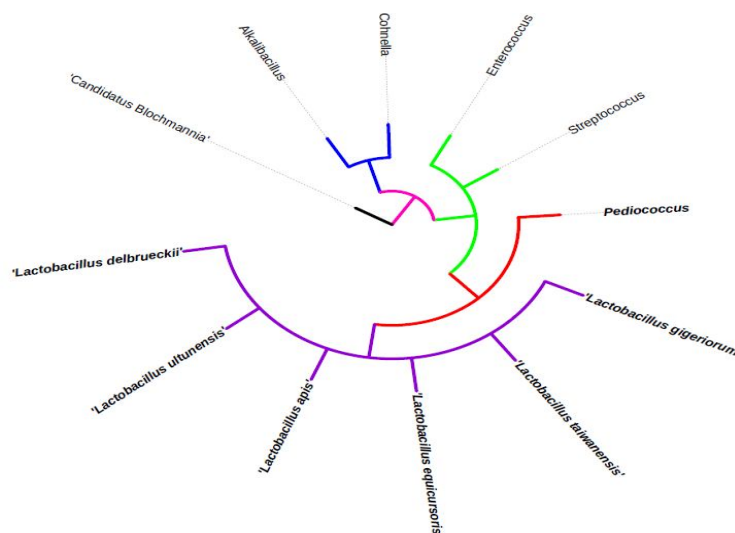 'Candidatus Blochmannia'
Alkalibacillus
Cohnella
Enterococcus
Streptococcus
Pediococcus
'Lactobacillus gigeriorum'
'Lactobacillus taiwanensis'
'Lactobacillus equicursoris'
'Lactobacillus apis'
'Lactobacillus ultunensis'
'Lactobacillus delbrueckii'